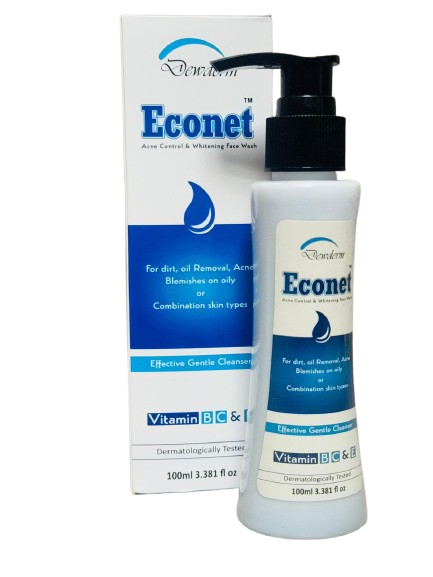 Dewderm
Econet™
Acne Control & Whitening Face Wash
For dirt, oil Removal, Acne
Blemishes on oily
or
Combination skin types
Effective Gentle Cleanser
Vitamin B C & E
Dermatologically Tested
100ml 3.381 fl oz
Dewderm
Econet
Acne Control & Whitening Face Wash
For dirt, oil Removal, Acne
Blemishes on oily
or
Combination skin types
Effective Gentle Cleanser
Vitamin B C & E
Dermatologically Tested
100ml 3.381 fl oz